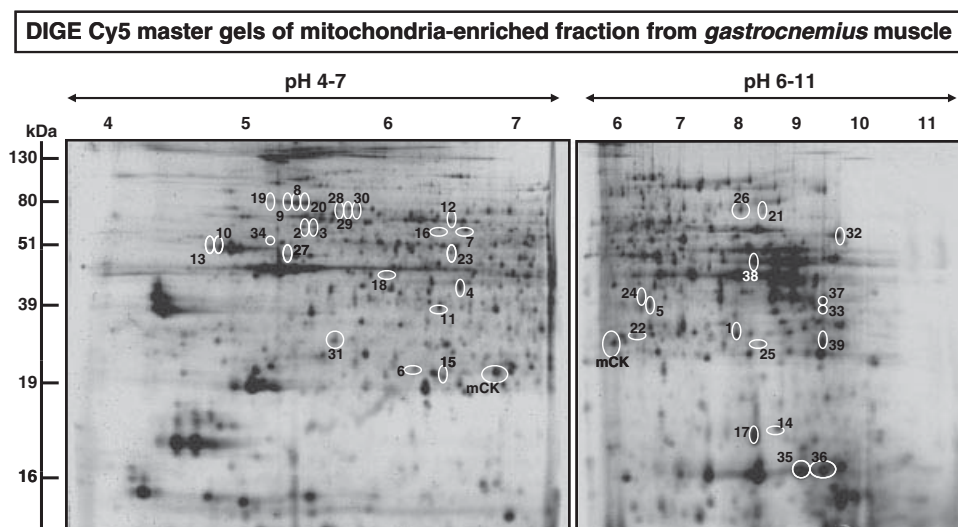 DIGE Cy5 master gels of mitochondria-enriched fraction from gastrocnemius muscle
pH 4-7 pH 6-11
kDa 4 5 6 7 6 7 8 9 10 11
130
80
51
39
19
16
19 8 28 30
9 20 29 12
2 3 16 7
10 34
13 27 23
18 4
11
31
6 15
mCK
26 21
32
38
24 5 37
33
22 1 39
25
mCK
17 14
35 36